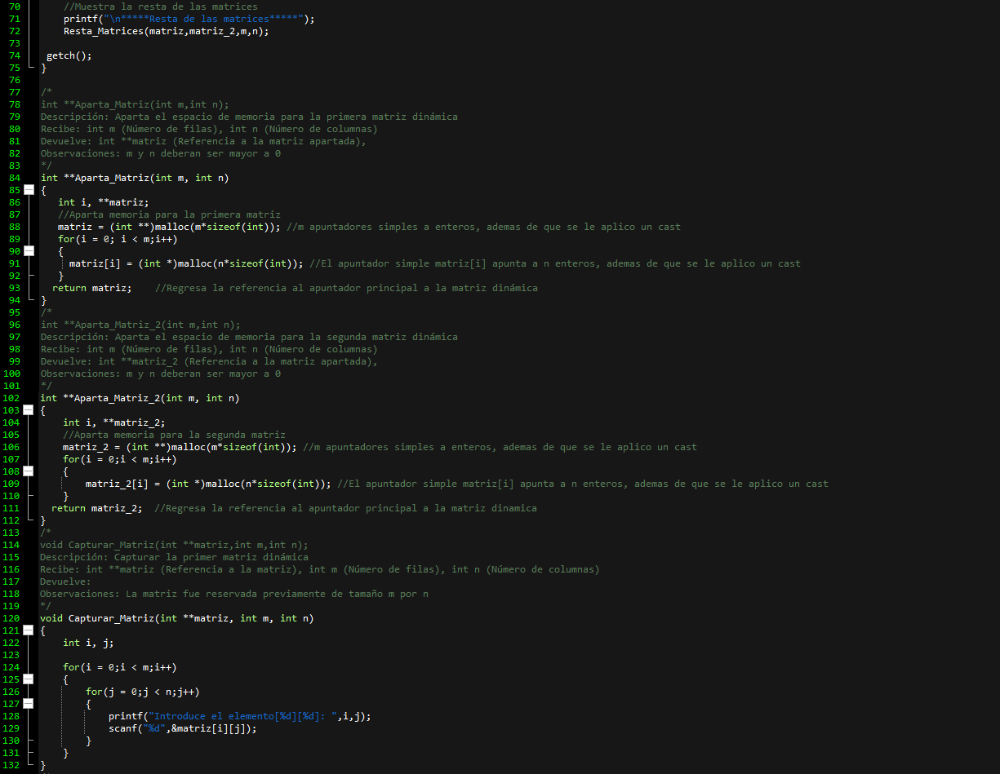 70 //Muestra la resta de las matrices
71 printf("\n*****Resta de las matrices*****");
72 Resta_Matrices(matriz,matriz_2,m,n);
73
74 getch();
75 }
76
77 /*
78 int **Aparta_Matriz(int m,int n);
79 Descripción: Aparta el espacio de memoria para la primera matriz dinámica
80 Recibe: int m (Número de filas), int n (Número de columnas)
81 Devuelve: int **matriz (Referencia a la matriz apartada),
82 Observaciones: m y n deberan ser mayor a 0
83 */
84 int **Aparta_Matriz(int m, int n)
85 {
86 int i, **matriz;
87 //Aparta memoria para la primera matriz
88 matriz = (int **)malloc(m*sizeof(int)); //m apuntadores simples a enteros, ademas de que se le aplico un cast
89 for(i = 0; i < m;i++)
90 {
91 matriz[i] = (int *)malloc(n*sizeof(int)); //El apuntador simple matriz[i] apunta a n enteros, ademas de que se le aplico un cast
92 }
93 return matriz; //Regresa la referencia al apuntador principal a la matriz dinámica
94 }
95 /*
96 int **Aparta_Matriz_2(int m,int n);
97 Descripción: Aparta el espacio de memoria para la segunda matriz dinámica
98 Recibe: int m (Número de filas), int n (Número de columnas)
99 Devuelve: int **matriz_2 (Referencia a la matriz apartada),
100 Observaciones: m y n deberan ser mayor a 0
101 */
102 int **Aparta_Matriz_2(int m, int n)
103 {
104 int i, **matriz_2;
105 //Aparta memoria para la segunda matriz
106 matriz_2 = (int **)malloc(m*sizeof(int)); //m apuntadores simples a enteros, ademas de que se le aplico un cast
107 for(i = 0;i < m;i++)
108 {
109 matriz_2[i] = (int *)malloc(n*sizeof(int)); //El apuntador simple matriz[i] apunta a n enteros, ademas de que se le aplico un cast
110 }
111 return matriz_2; //Regresa la referencia al apuntador principal a la matriz dinamica
112 }
113 /*
114 void Capturar_Matriz(int **matriz,int m,int n);
115 Descripción: Capturar la primer matriz dinámica
116 Recibe: int **matriz (Referencia a la matriz), int m (Número de filas), int n (Número de columnas)
117 Devuelve:
118 Observaciones: La matriz fue reservada previamente de tamaño m por n
119 */
120 void Capturar_Matriz(int **matriz, int m, int n)
121 {
122 int i, j;
123
124 for(i = 0;i < m;i++)
125 {
126 for(j = 0;j < n;j++)
127 {
128 printf("Introduce el elemento[%d][%d]: ",i,j);
129 scanf("%d",&matriz[i][j]);
130 }
131 }
132 }